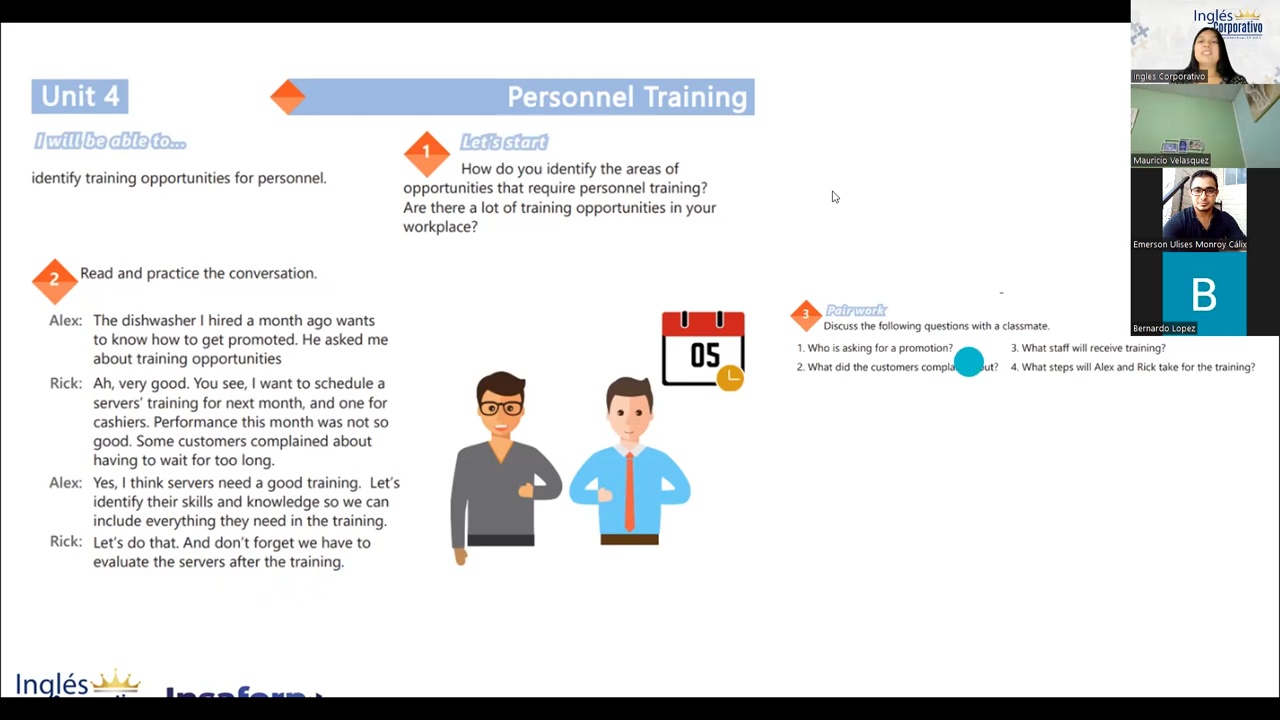 Unit 4
Personnel Training
I will be able to...
identify training opportunities for personnel.
1
Let's start
How do you identify the areas of
opportunities that require personnel training?
Are there a lot of training opportunities in your
workplace?
2
Read and practice the conversation.
Alex: The dishwasher I hired a month ago wants
to know how to get promoted. He asked me
about training opportunities
Rick: Ah, very good. You see, I want to schedule a
servers' training for next month, and one for
cashiers. Performance this month was not so
good. Some customers complained about
having to wait for too long.
Alex: Yes, I think servers need a good training. Let's
identify their skills and knowledge so we can
include everything they need in the training.
Rick: Let's do that. And don't forget we have to
evaluate the servers after the training.
05
3
Pair work
Discuss the following questions with a classmate.
1. Who is asking for a promotion?
2. What did the customers
3. What staff will receive training?
4. What steps will Alex and Rick take for the training?
Inglés
Inglés
Corporativo
Ingles Corporativo
Mauricio Velasquez
Emerson Ulises Monroy Cálix
B
Bernardo Lopez